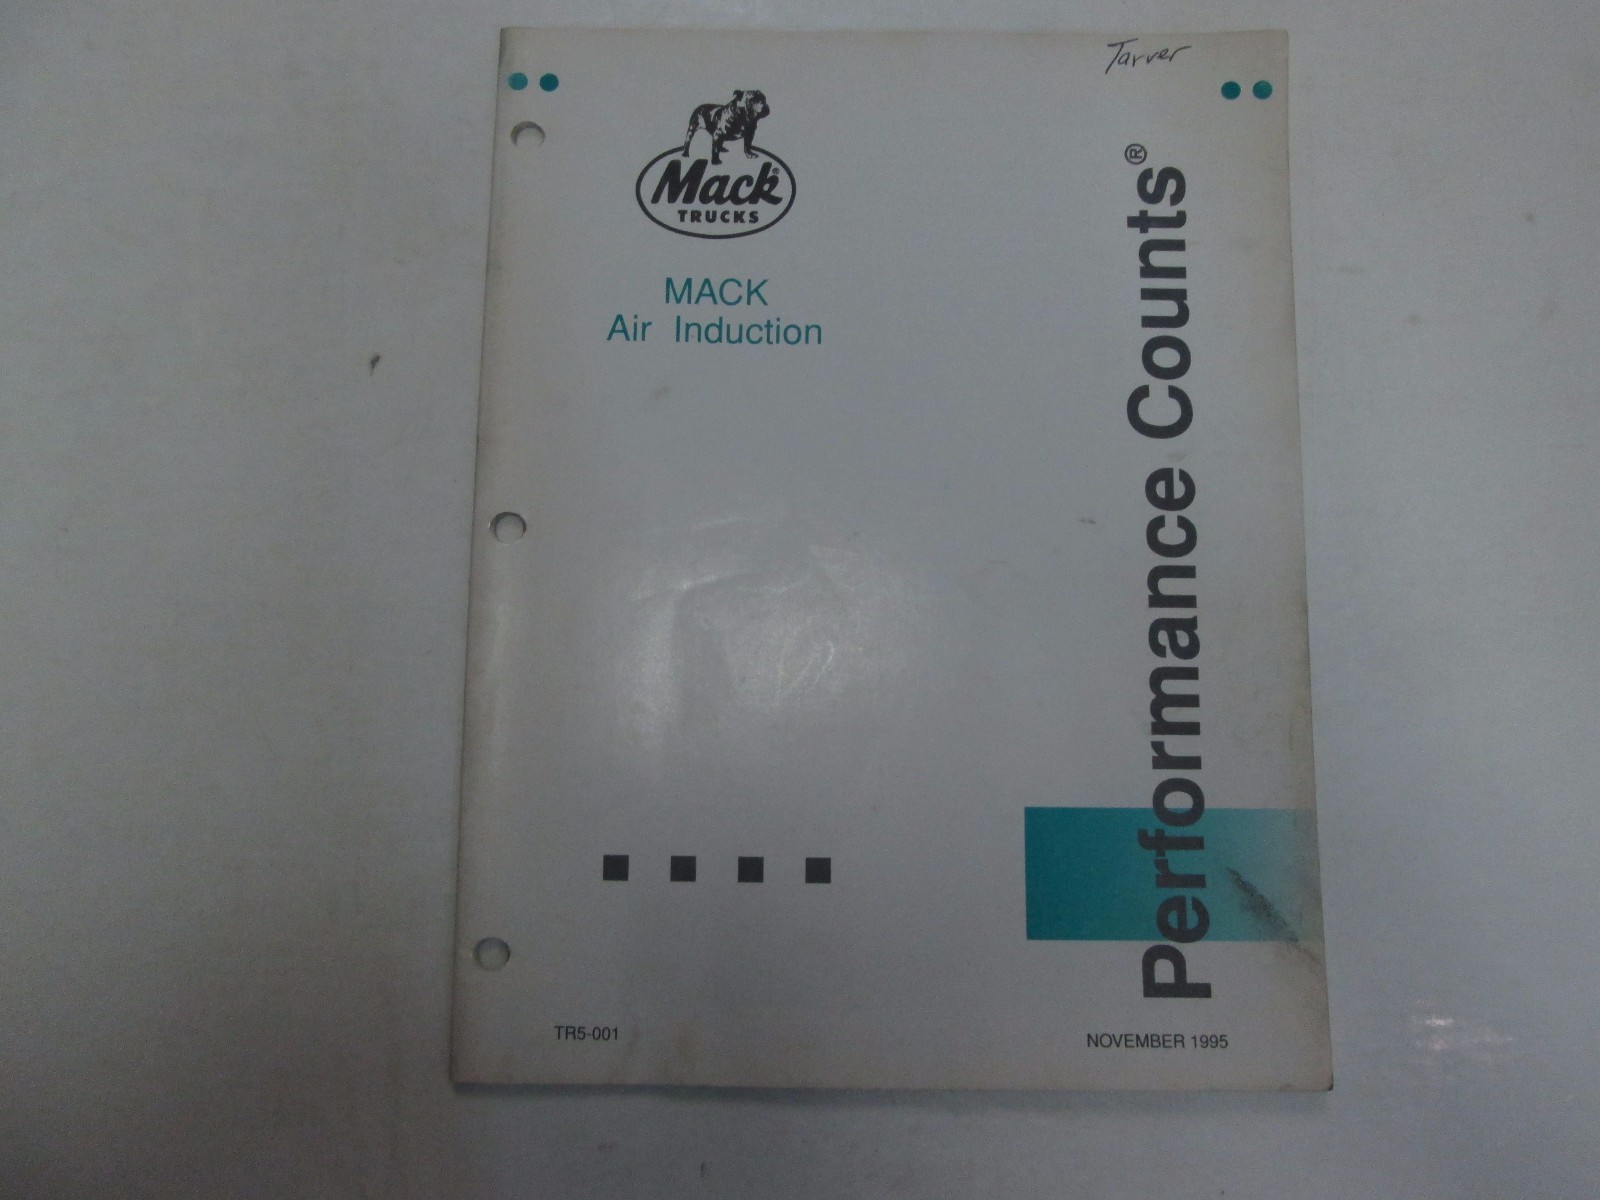 Tarver
Mack®
TRUCKS
MACK
Air Induction
Performance Counts®
TR5-001
NOVEMBER 1995